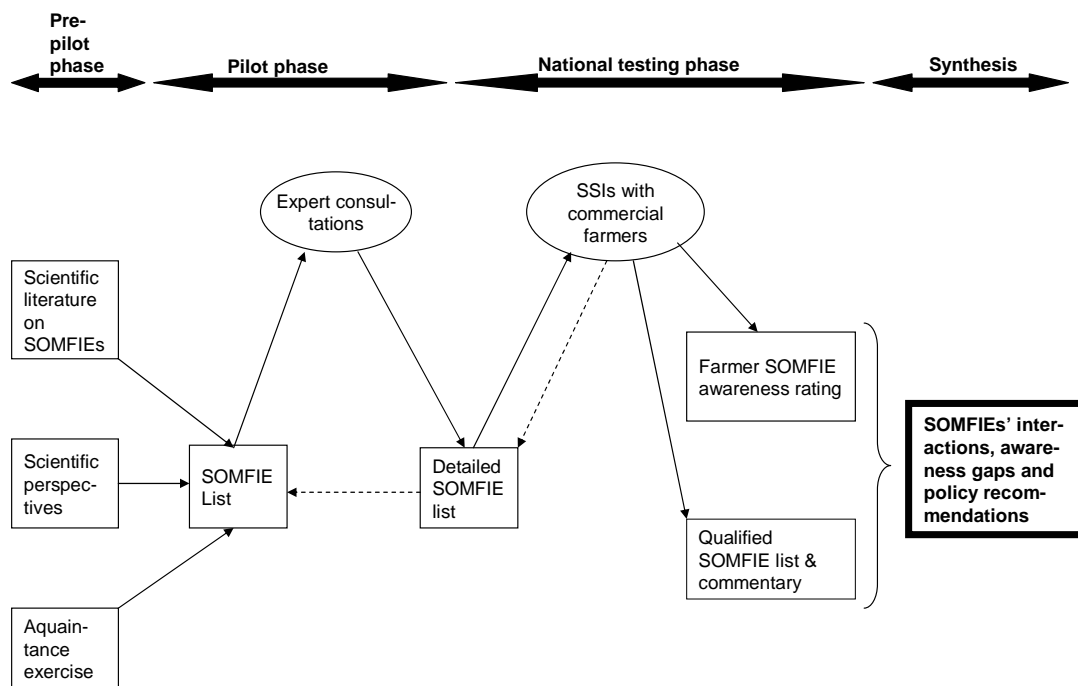 Pre-
pilot
phase
Pilot phase
National testing phase
Synthesis
Expert consul-
tations
SSIs with
commercial
farmers
Scientific
literature
on
SOMFIEs
Farmer SOMFIE
awareness rating
SOMFIEs’ inter-
actions, aware-
ness gaps and
policy recom-
mendations
Scientific
perspec-
tives
SOMFIE
List
Detailed
SOMFIE
list
Qualified
SOMFIE list &
commentary
Aquain-
tance
exercise